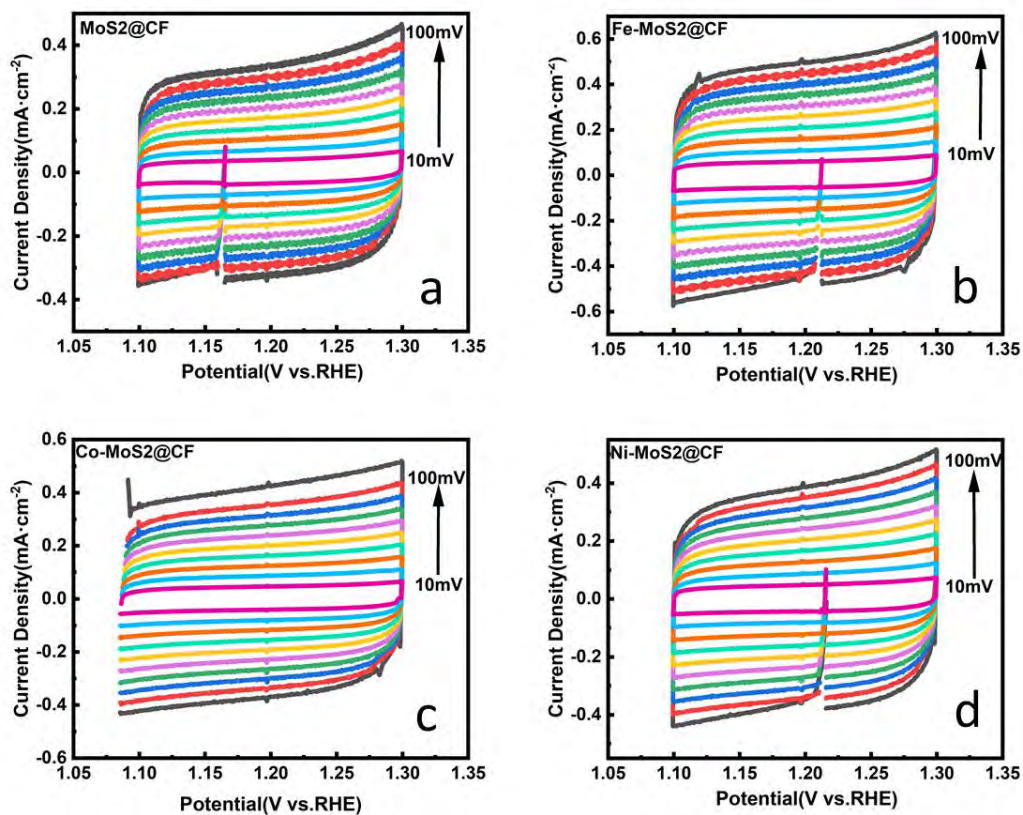 MoS2@CF
100mV
10mV
a
Current Density(mA·cm-2)
0.4
0.2
0.0
-0.2
-0.4
1.05 1.10 1.15 1.20 1.25 1.30 1.35
Potential(V vs.RHE)
Fe-MoS2@CF
100mV
10mV
b
Current Density(mA·cm-2)
0.6
0.4
0.2
0.0
-0.2
-0.4
-0.6
1.05 1.10 1.15 1.20 1.25 1.30 1.35
Potential(V vs.RHE)
Co-MoS2@CF
100mV
10mV
c
Current Density(mA·cm-2)
0.6
0.4
0.2
0.0
-0.2
-0.4
-0.6
1.05 1.10 1.15 1.20 1.25 1.30 1.35
Potential(V vs.RHE)
Ni-MoS2@CF
100mV
10mV
d
Current Density(mA·cm-2)
0.4
0.2
0.0
-0.2
-0.4
1.05 1.10 1.15 1.20 1.25 1.30 1.35
Potential(V vs.RHE)